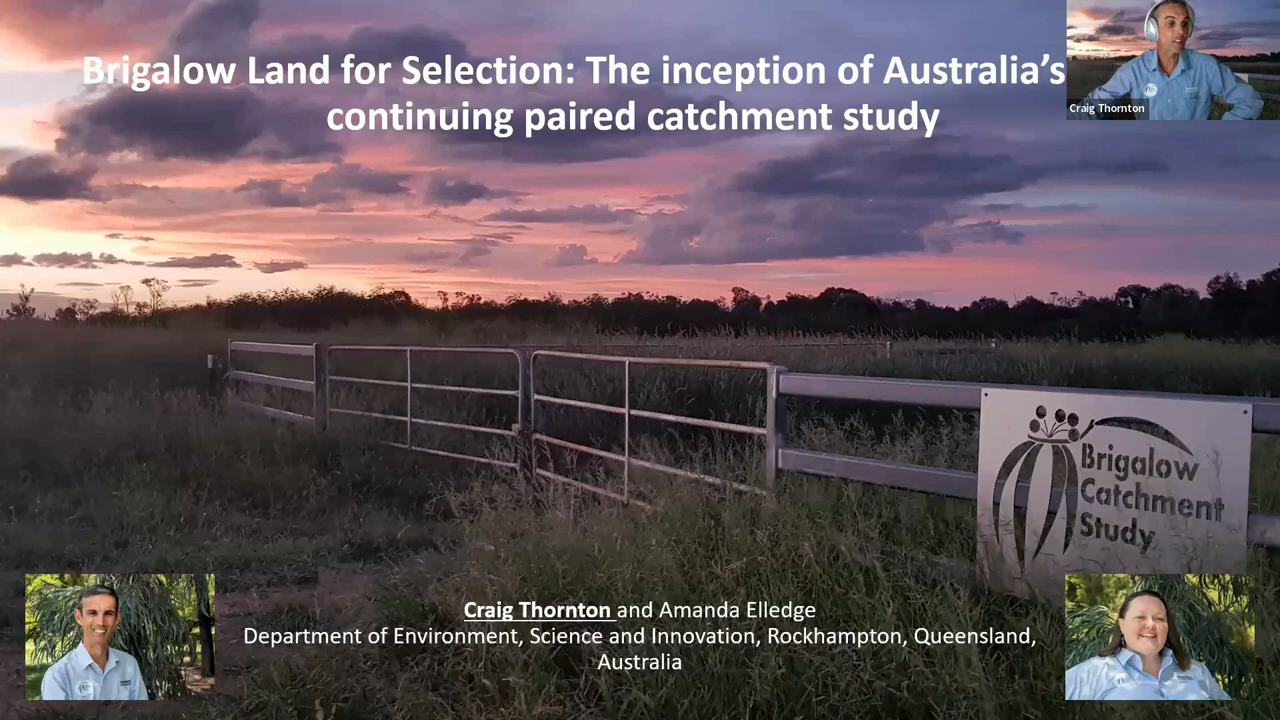 Brigalow Land for Selection: The inception of Australia's
continuing paired catchment study
Craig Thornton
Brigalow
Catchment
Study
Craig Thornton and Amanda Elledge
Department of Environment, Science and Innovation, Rockhampton, Queensland,
Australia